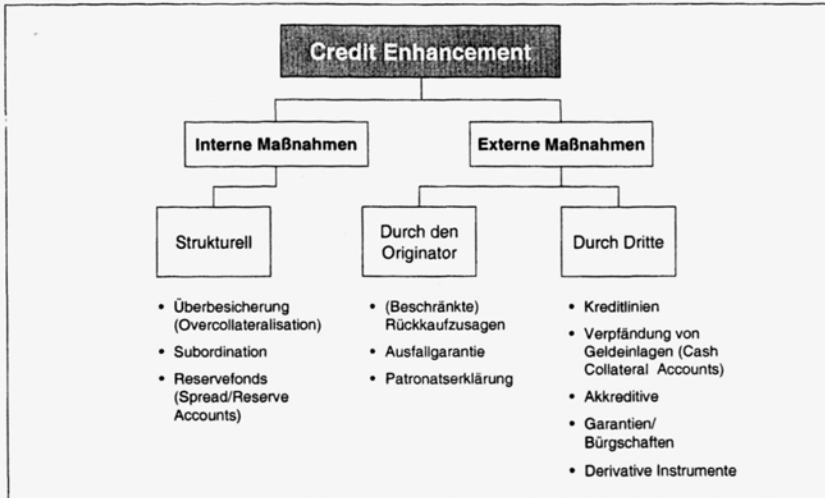 Credit Enhancement
Interne Maßnahmen
Externe Maßnahmen
Strukturell
Durch den
Originator
Durch Dritte
• Überbesicherung
(Overcollateralisation)
• Subordination
• Reservefonds
(Spread/Reserve
Accounts)
• (Beschränkte)
Rückkaufzusagen
• Ausfallgarantie
• Patronatserklärung
• Kreditlinien
• Verpfändung von
Geldeinlagen (Cash
Collateral Accounts)
• Akkreditive
• Garantien/
Bürgschaften
• Derivative Instrumente